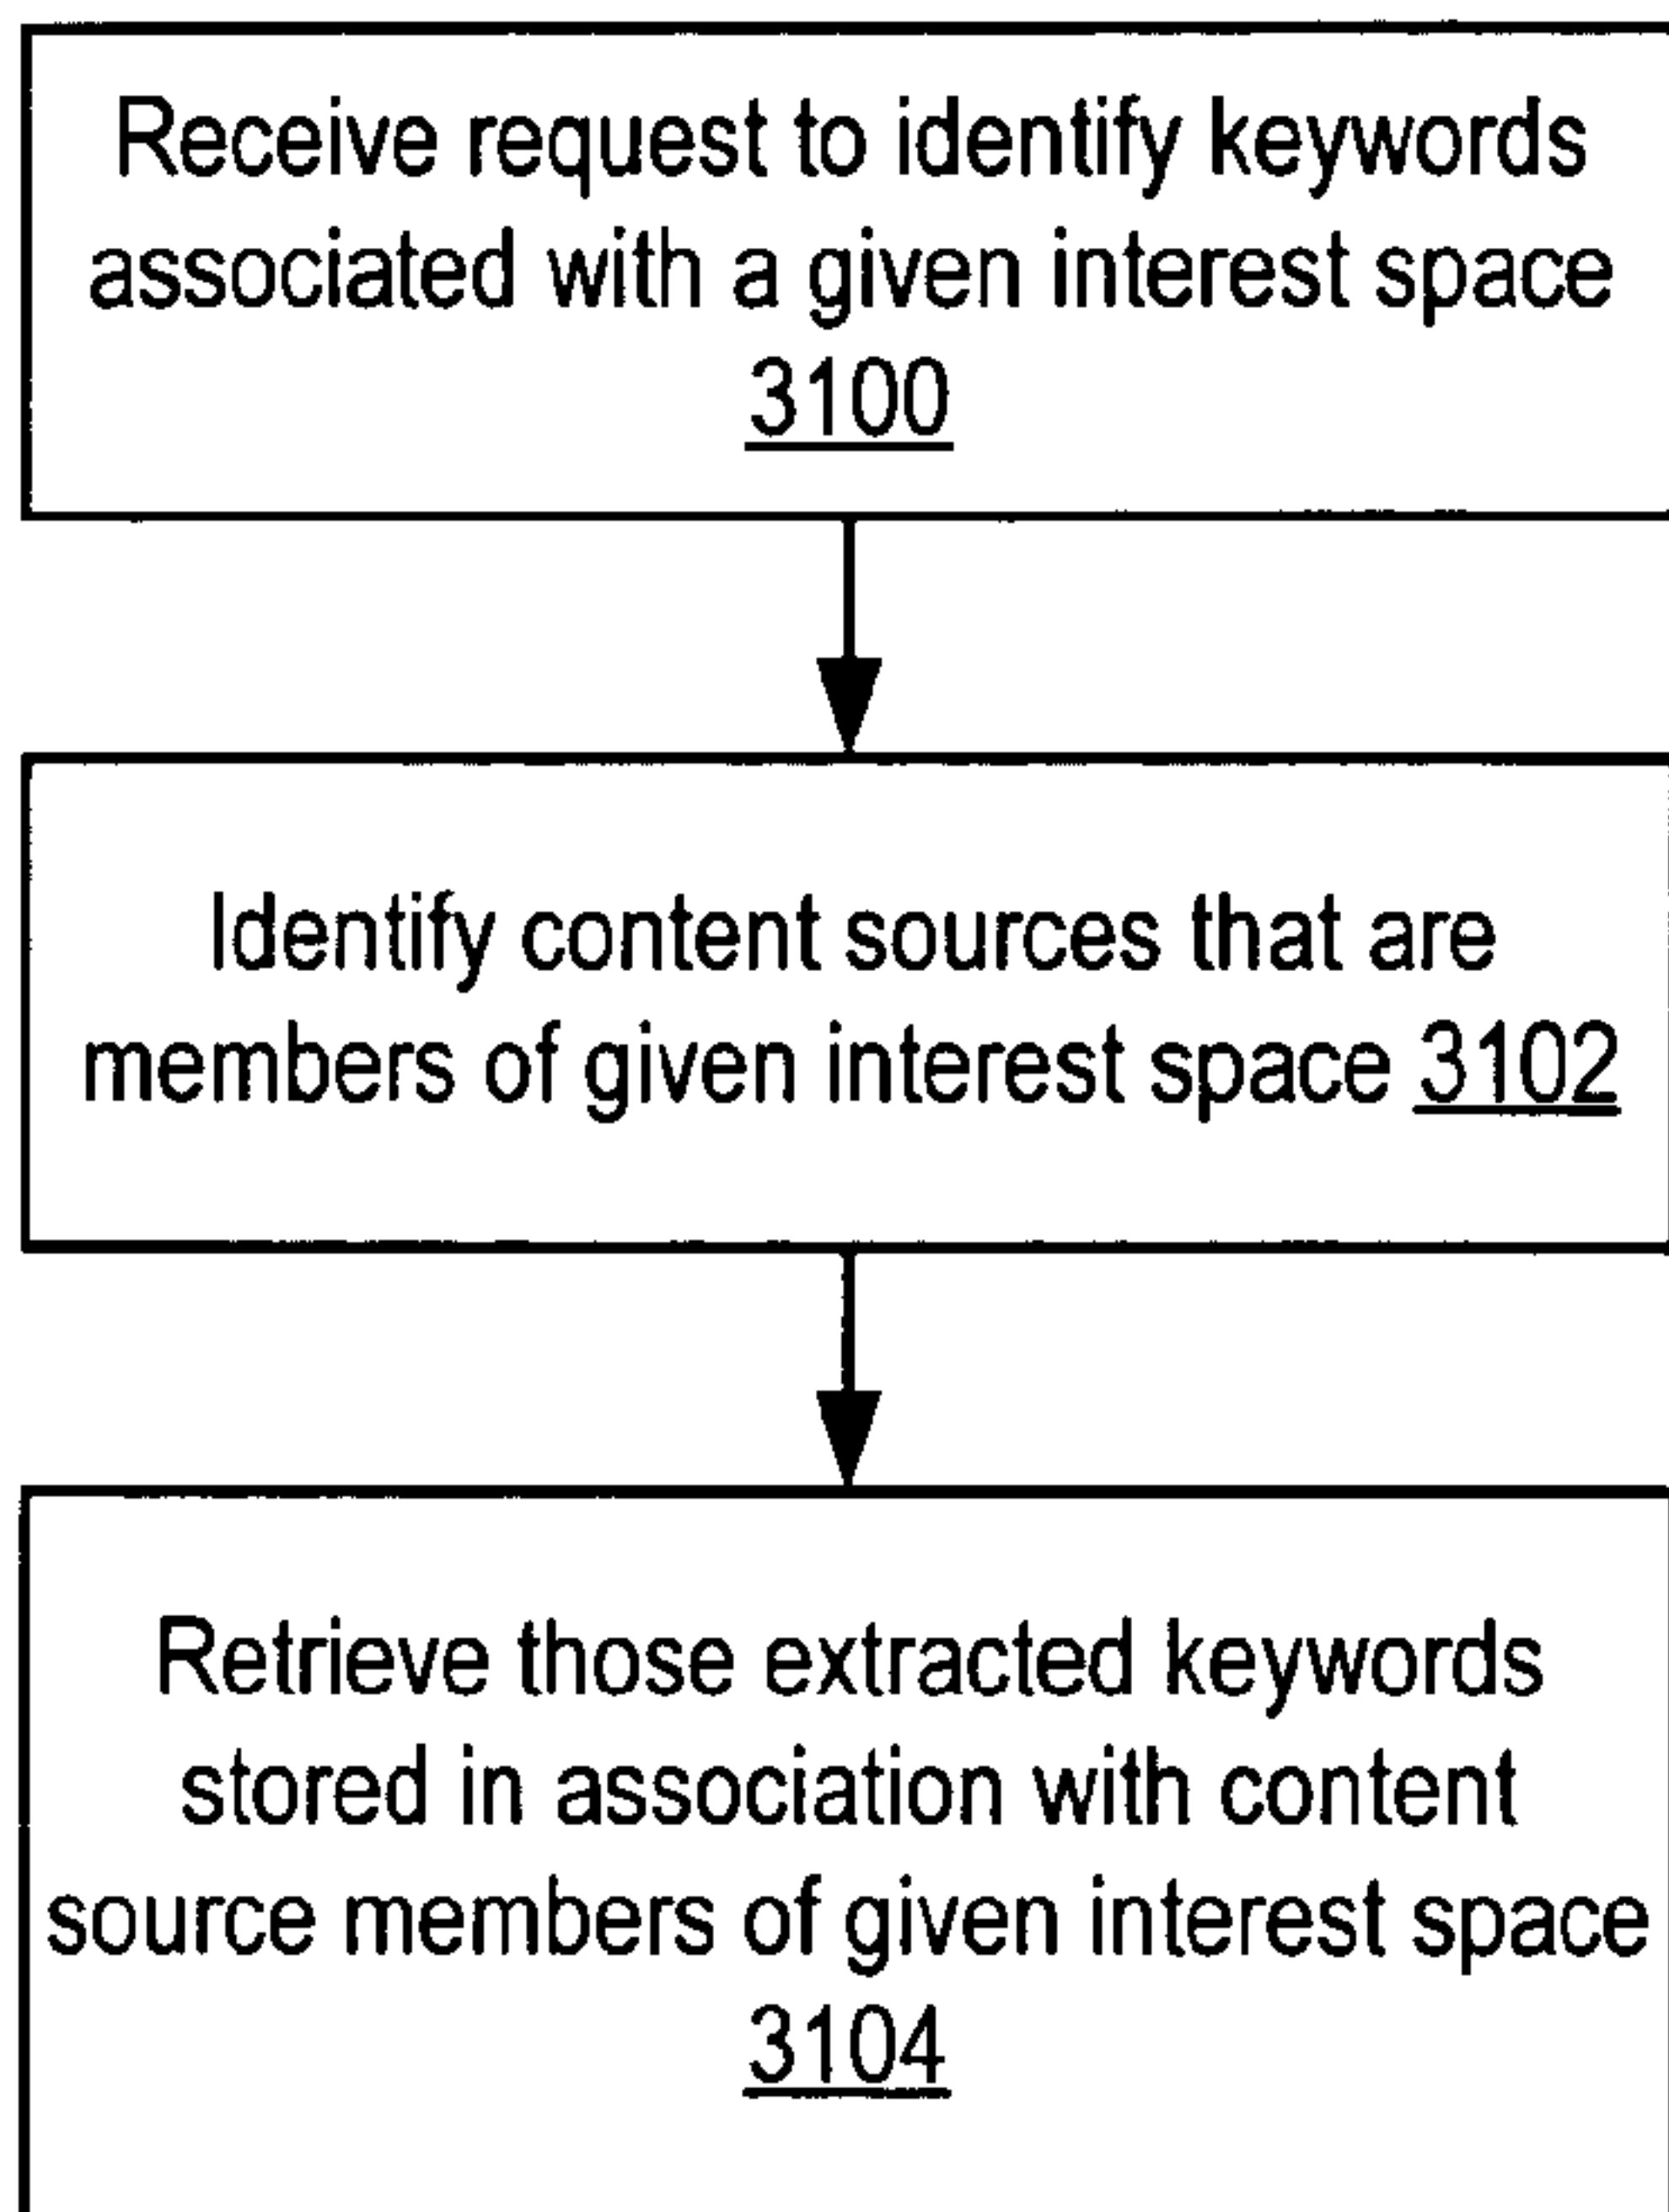 Receive request to identify keywords
associated with a given interest space
3100
Identify content sources that are
members of given interest space 3102
Retrieve those extracted keywords
stored in association with content
source members of given interest space
3104